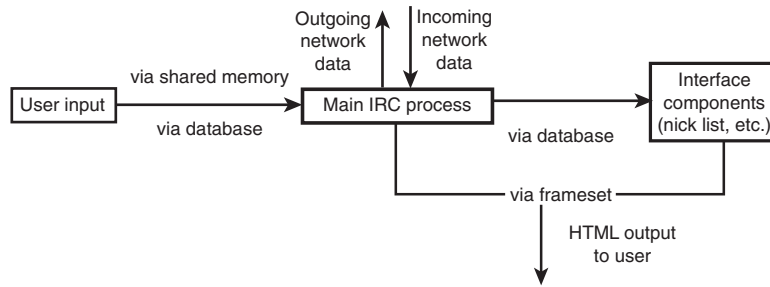 Outgoing
network
data
Incoming
network
data
via shared memory
User input
via database
Main IRC process
via database
Interface
components
(nick list, etc.)
via frameset
HTML output
to user